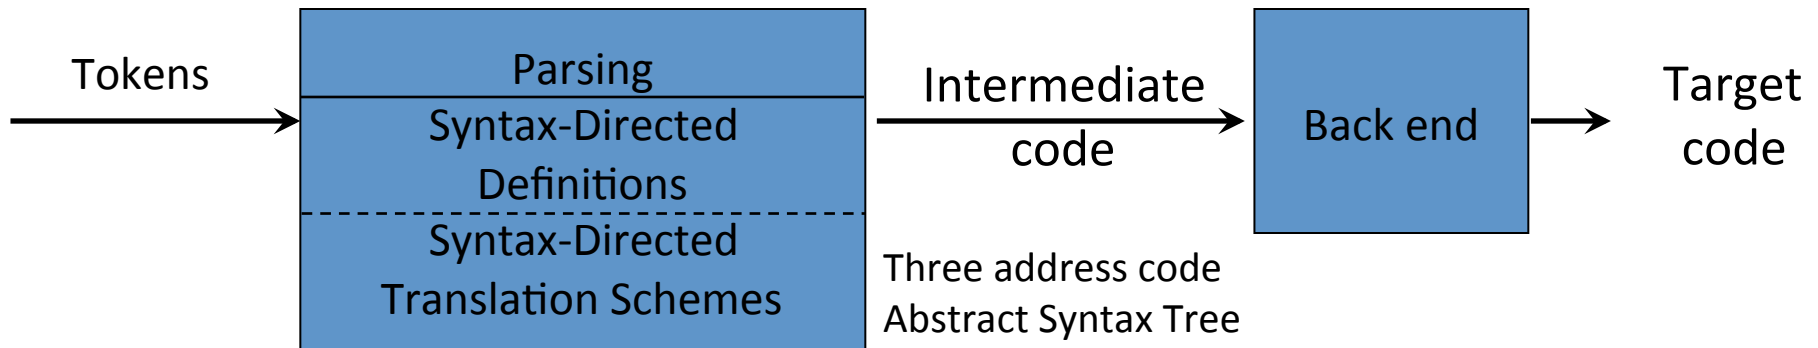 Tokens
Parsing
Syntax-Directed
Definitions
Syntax-Directed
Translation Schemes
Intermediate
code
Three address code
Abstract Syntax Tree
Back end
Target
code